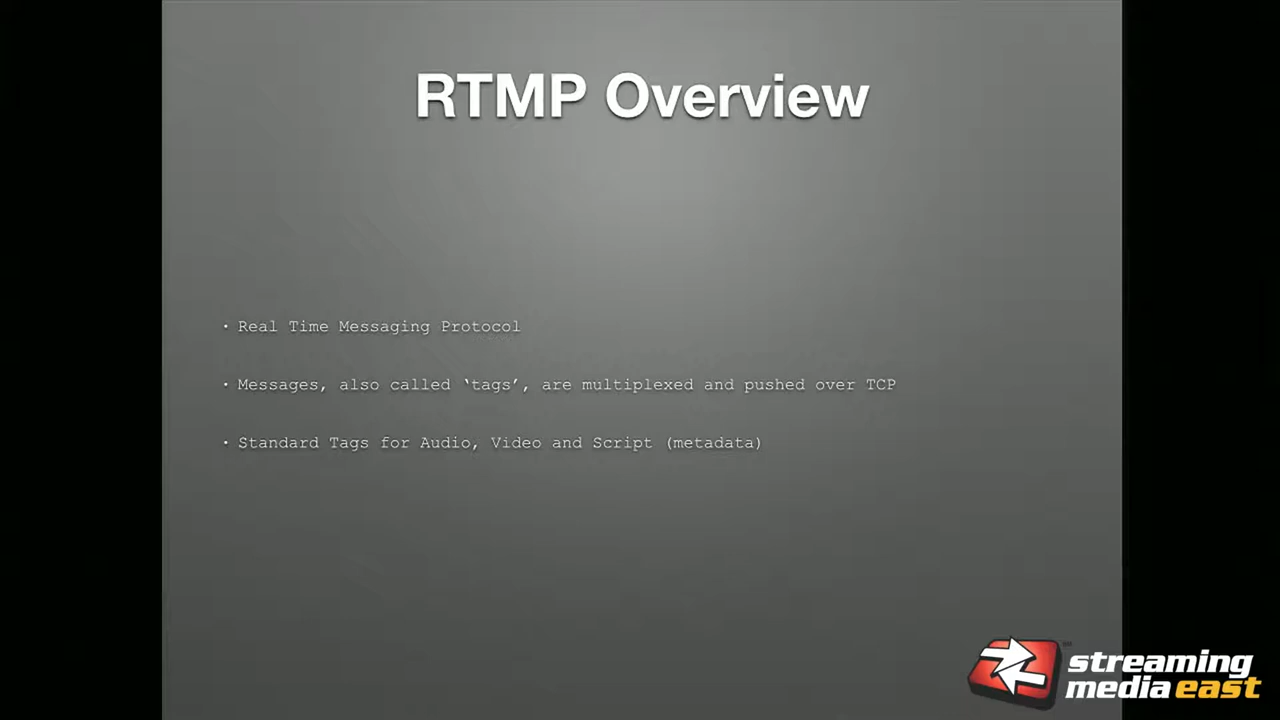 RTMP Overview
• Real Time Messaging Protocol
• Messages, also called ‘tags’, are multiplexed and pushed over TCP
• Standard Tags for Audio, Video and Script (metadata)
streaming
media east